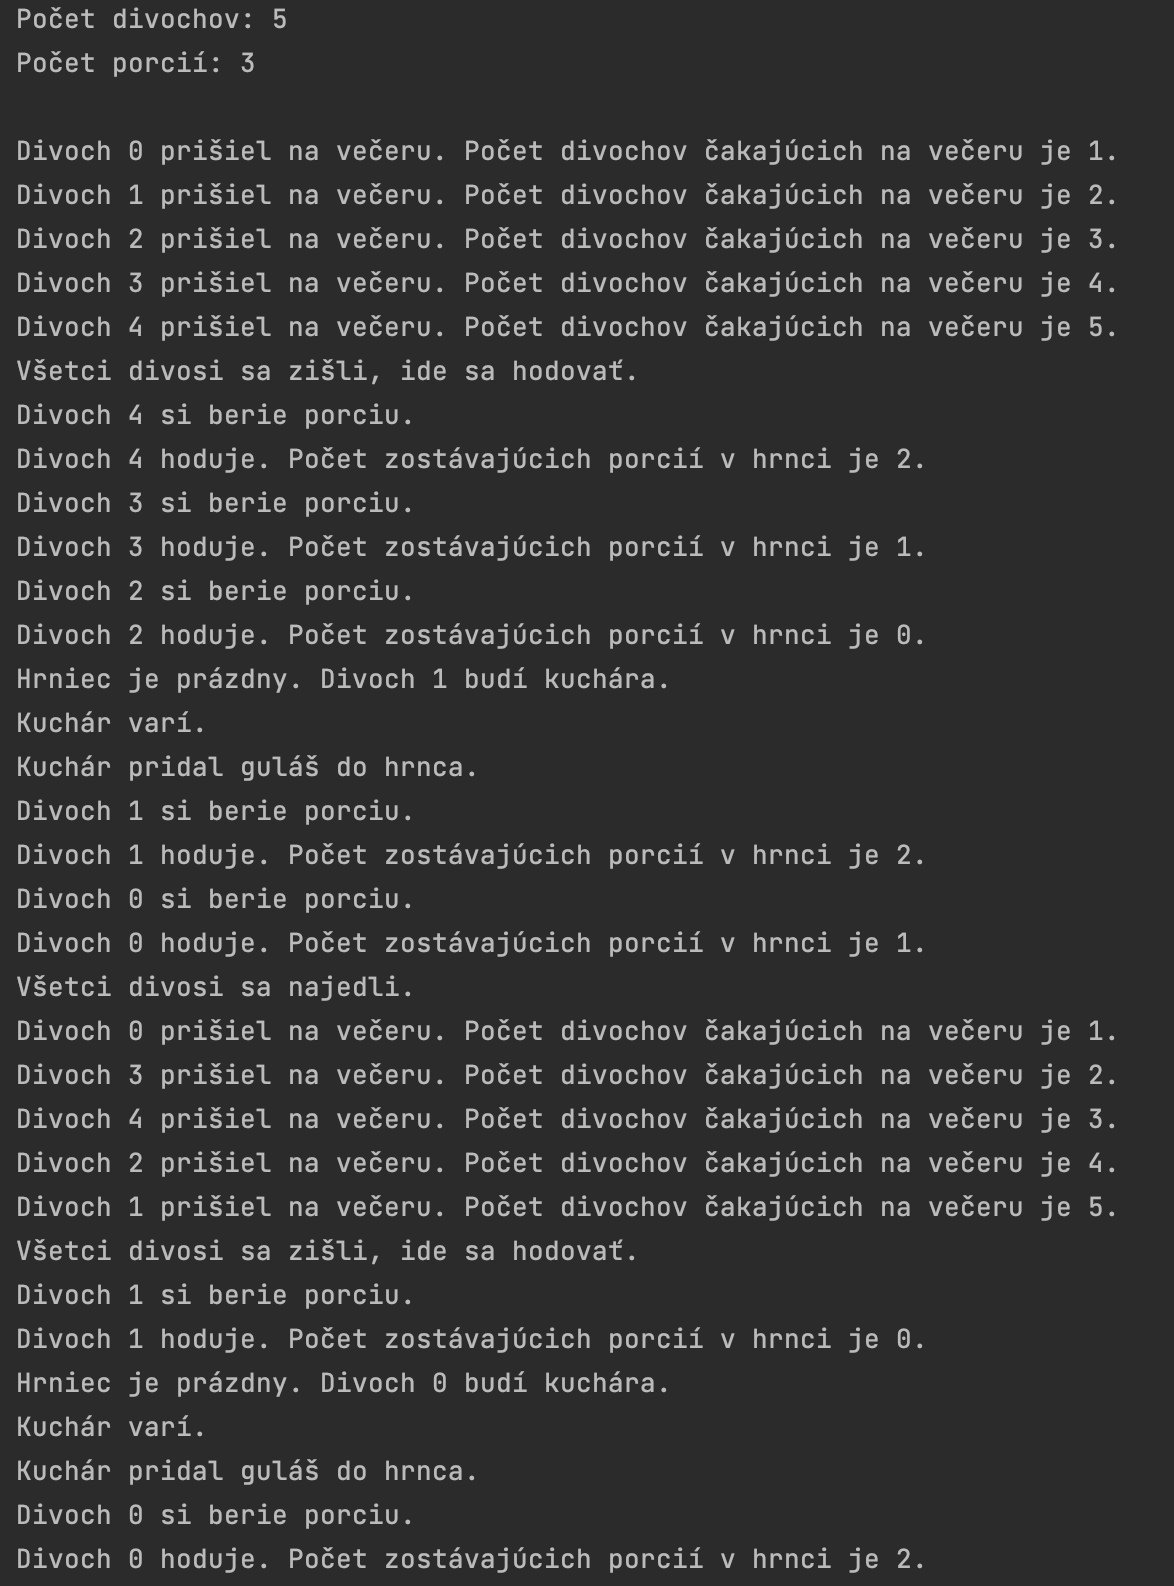 Počet divochov: 5
Počet porcií: 3
Divoch 0 prišiel na večeru. Počet divochov čakajúcich na večeru je 1.
Divoch 1 prišiel na večeru. Počet divochov čakajúcich na večeru je 2.
Divoch 2 prišiel na večeru. Počet divochov čakajúcich na večeru je 3.
Divoch 3 prišiel na večeru. Počet divochov čakajúcich na večeru je 4.
Divoch 4 prišiel na večeru. Počet divochov čakajúcich na večeru je 5.
Všetci divosi sa zišli, ide sa hodovať.
Divoch 4 si berie porciu.
Divoch 4 hoduje. Počet zostávajúcich porcií v hrnci je 2.
Divoch 3 si berie porciu.
Divoch 3 hoduje. Počet zostávajúcich porcií v hrnci je 1.
Divoch 2 si berie porciu.
Divoch 2 hoduje. Počet zostávajúcich porcií v hrnci je 0.
Hrniec je prázdny. Divoch 1 budí kuchára.
Kuchár varí.
Kuchár pridal guláš do hrnca.
Divoch 1 si berie porciu.
Divoch 1 hoduje. Počet zostávajúcich porcií v hrnci je 2.
Divoch 0 si berie porciu.
Divoch 0 hoduje. Počet zostávajúcich porcií v hrnci je 1.
Všetci divosi sa najedli.
Divoch 0 prišiel na večeru. Počet divochov čakajúcich na večeru je 1.
Divoch 3 prišiel na večeru. Počet divochov čakajúcich na večeru je 2.
Divoch 4 prišiel na večeru. Počet divochov čakajúcich na večeru je 3.
Divoch 2 prišiel na večeru. Počet divochov čakajúcich na večeru je 4.
Divoch 1 prišiel na večeru. Počet divochov čakajúcich na večeru je 5.
Všetci divosi sa zišli, ide sa hodovať.
Divoch 1 si berie porciu.
Divoch 1 hoduje. Počet zostávajúcich porcií v hrnci je 0.
Hrniec je prázdny. Divoch 0 budí kuchára.
Kuchár varí.
Kuchár pridal guláš do hrnca.
Divoch 0 si berie porciu.
Divoch 0 hoduje. Počet zostávajúcich porcií v hrnci je 2.